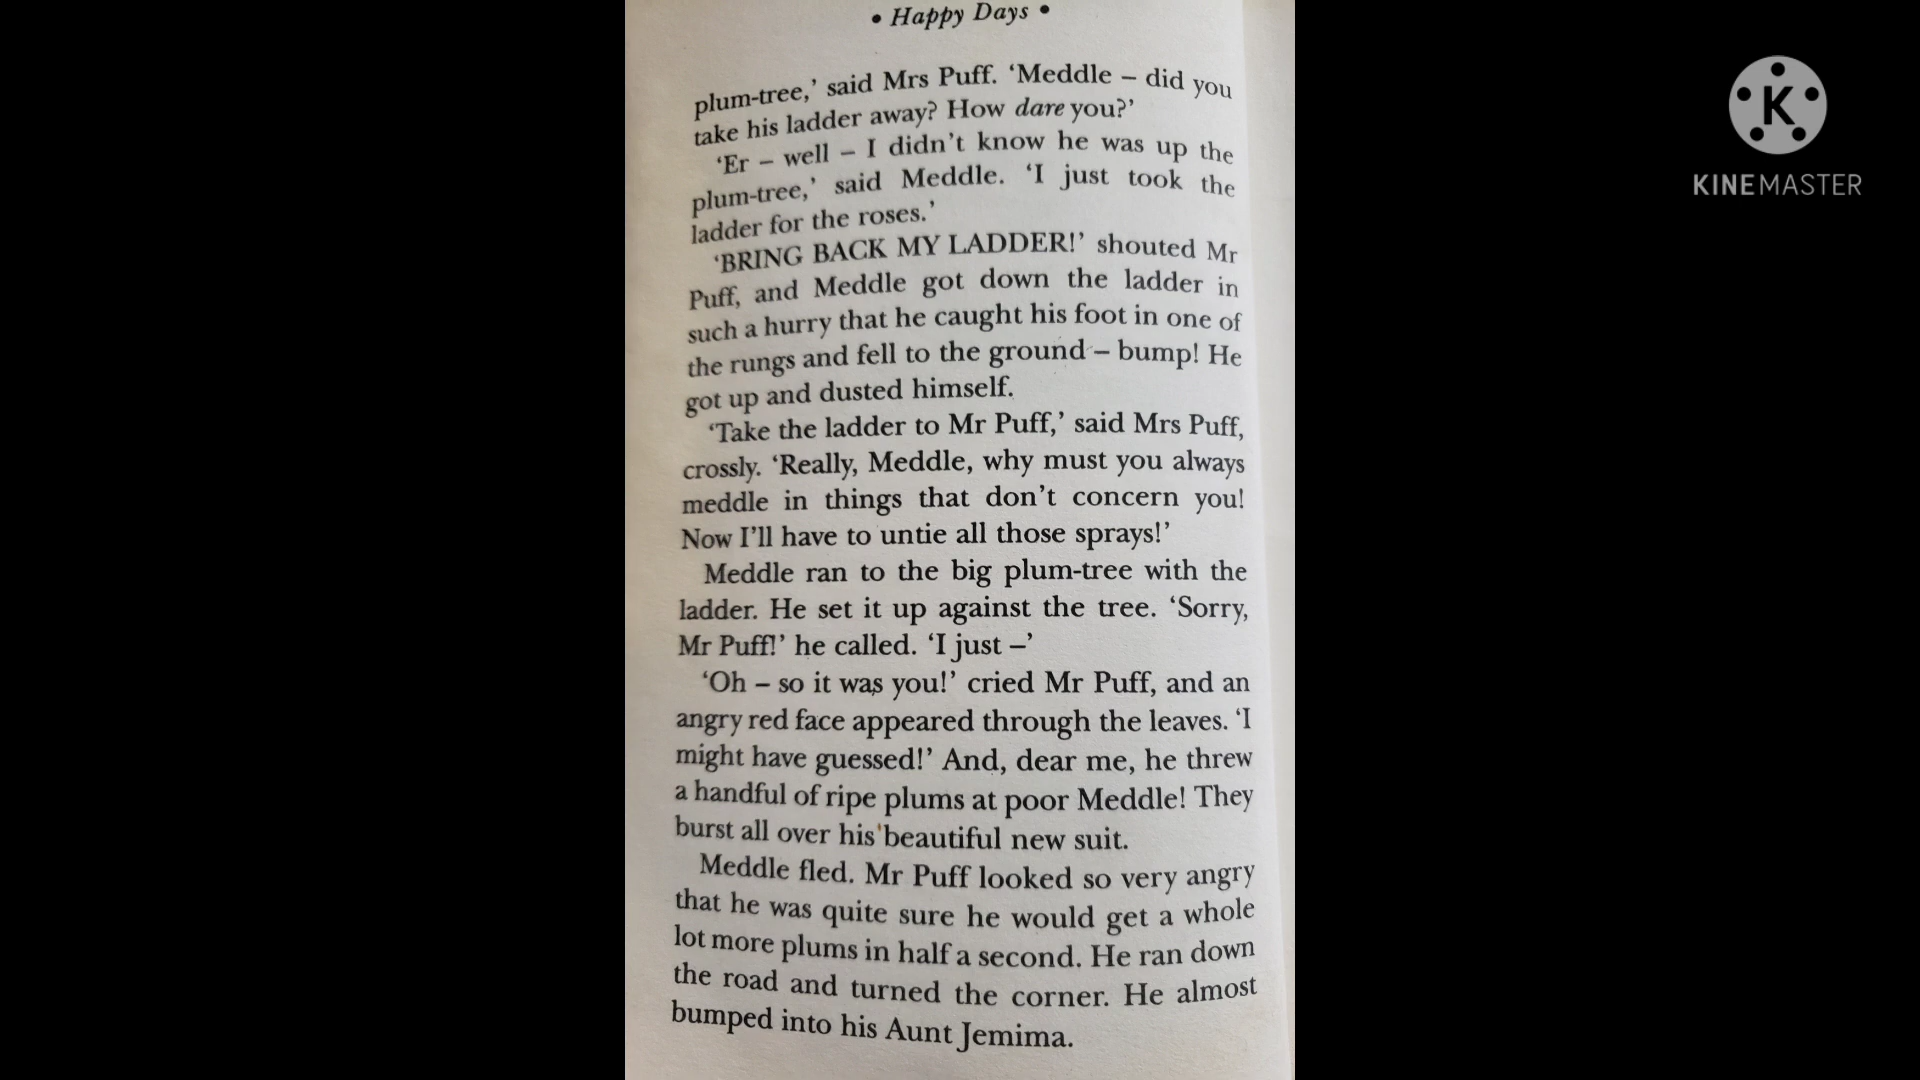 • Happy Days •
plum-tree,’ said Mrs Puff. ‘Meddle – did you
take his ladder away? How dare you?’
‘Er – well – I didn’t know he was up the
plum-tree,’ said Meddle. ‘I just took the
ladder for the roses.’
‘BRING BACK MY LADDER!’ shouted Mr
Puff, and Meddle got down the ladder in
such a hurry that he caught his foot in one of
the rungs and fell to the ground – bump! He
got up and dusted himself.
‘Take the ladder to Mr Puff,’ said Mrs Puff,
crossly. ‘Really, Meddle, why must you always
meddle in things that don’t concern you!
Now I’ll have to untie all those sprays!’
Meddle ran to the big plum-tree with the
ladder. He set it up against the tree. ‘Sorry,
Mr Puff!’ he called. ‘I just –’
‘Oh – so it was you!’ cried Mr Puff, and an
angry red face appeared through the leaves. ‘I
might have guessed!’ And, dear me, he threw
a handful of ripe plums at poor Meddle! They
burst all over his beautiful new suit.
Meddle fled. Mr Puff looked so very angry
that he was quite sure he would get a whole
lot more plums in half a second. He ran down
the road and turned the corner. He almost
bumped into his Aunt Jemima.
K
KINEMASTER